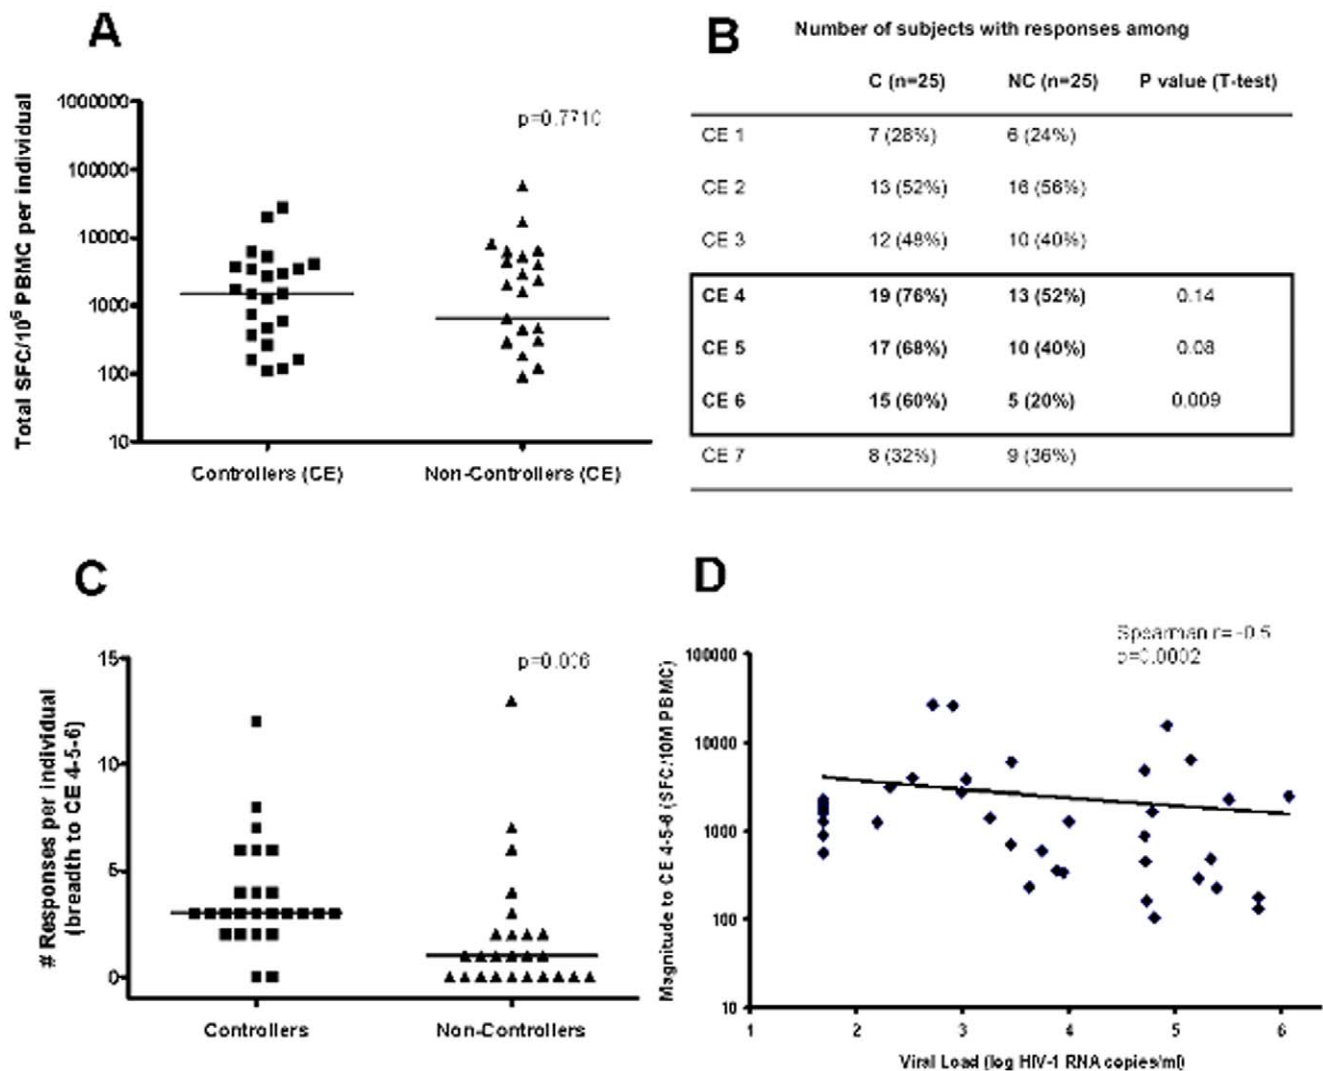 A
Total SFC/10⁶ PBMC per individual
1000000
100000
10000
1000
100
10
p=0.7710
Controllers (CE)
Non-Controllers (CE)
B
Number of subjects with responses among
C (n=25) NC (n=25) P value (T-test)
CE 1 7 (28%) 6 (24%)
CE 2 13 (52%) 16 (56%)
CE 3 12 (48%) 10 (40%)
CE 4 19 (76%) 13 (52%) 0.14
CE 5 17 (68%) 10 (40%) 0.08
CE 6 15 (60%) 5 (20%) 0.009
CE 7 8 (32%) 9 (36%)
C
# Responses per individual
(breadth to CE 4-5-6)
15
10
5
0
p=0.006
Controllers
Non-Controllers
D
Magnitude to CE 4-5-6 (SFC/10M PBMC)
100000
10000
1000
100
10
Spearman r= -0.5
p=0.0002
1 2 3 4 5 6
Viral Load (log HIV-1 RNA copies/ml)